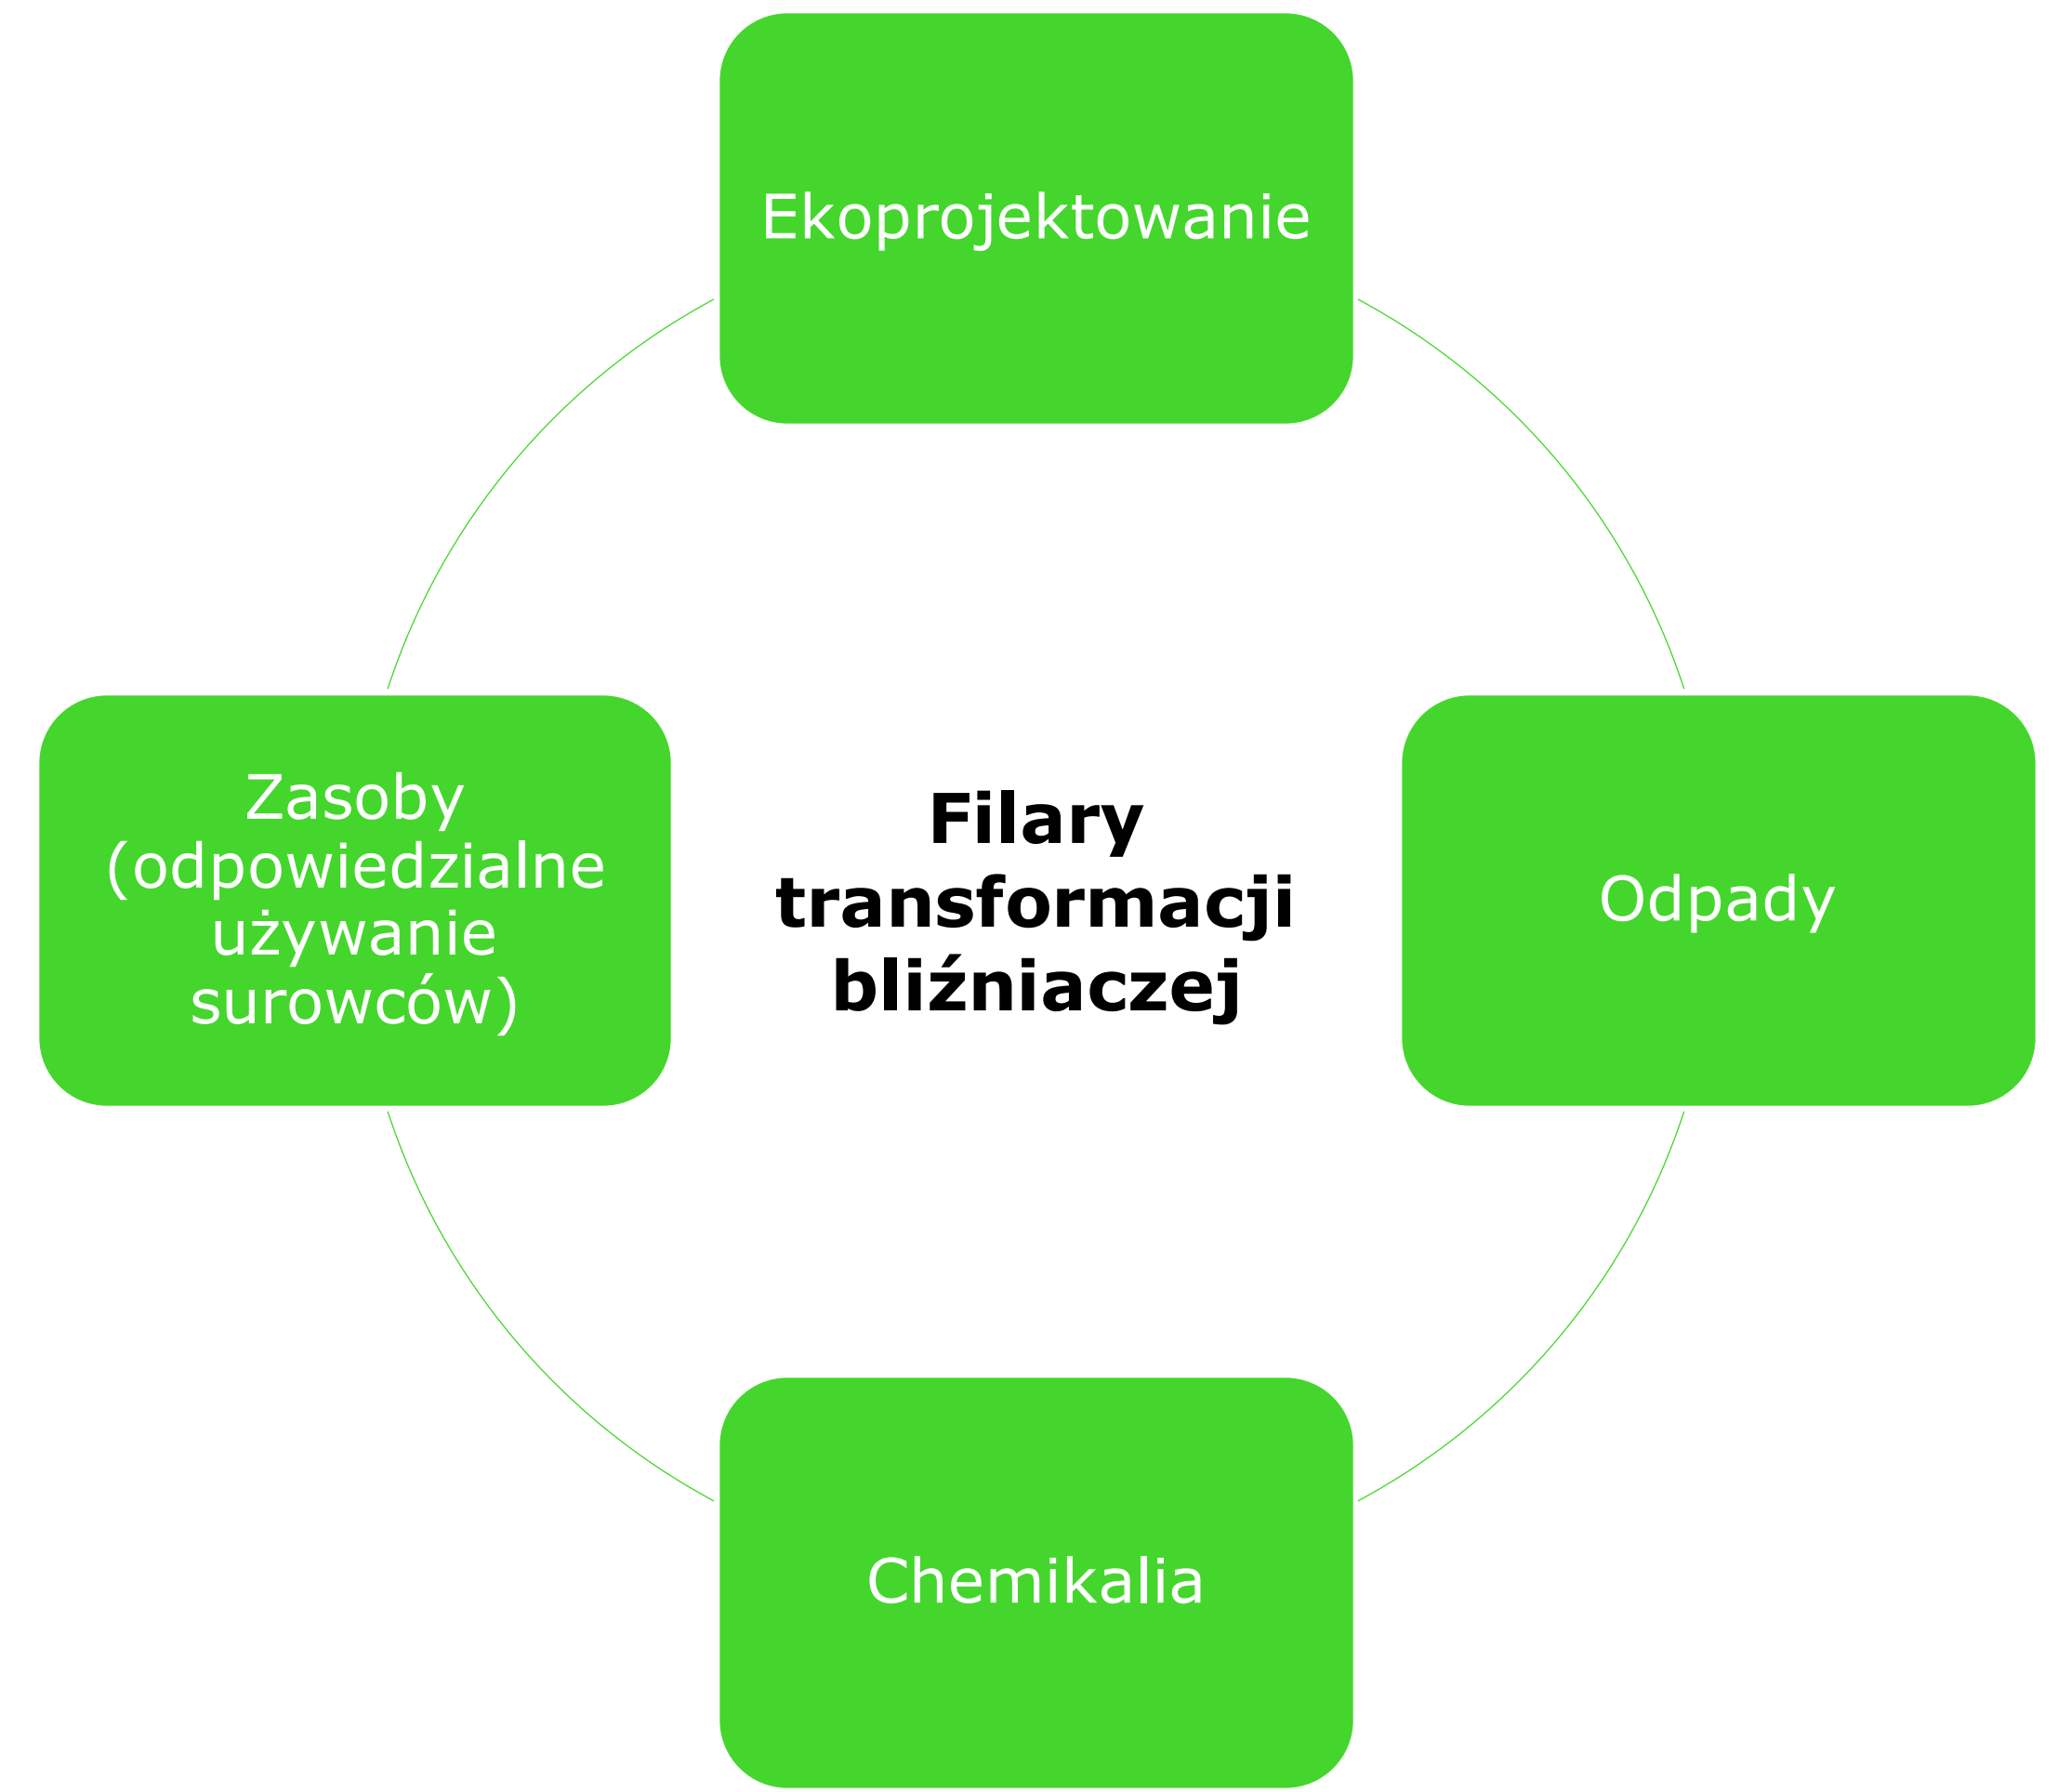 Ekoprojektowanie
Zasoby
(odpowiedzialne
używanie
surowców)
Filary
transformacji
bliźniaczej
Odpady
Chemikalia